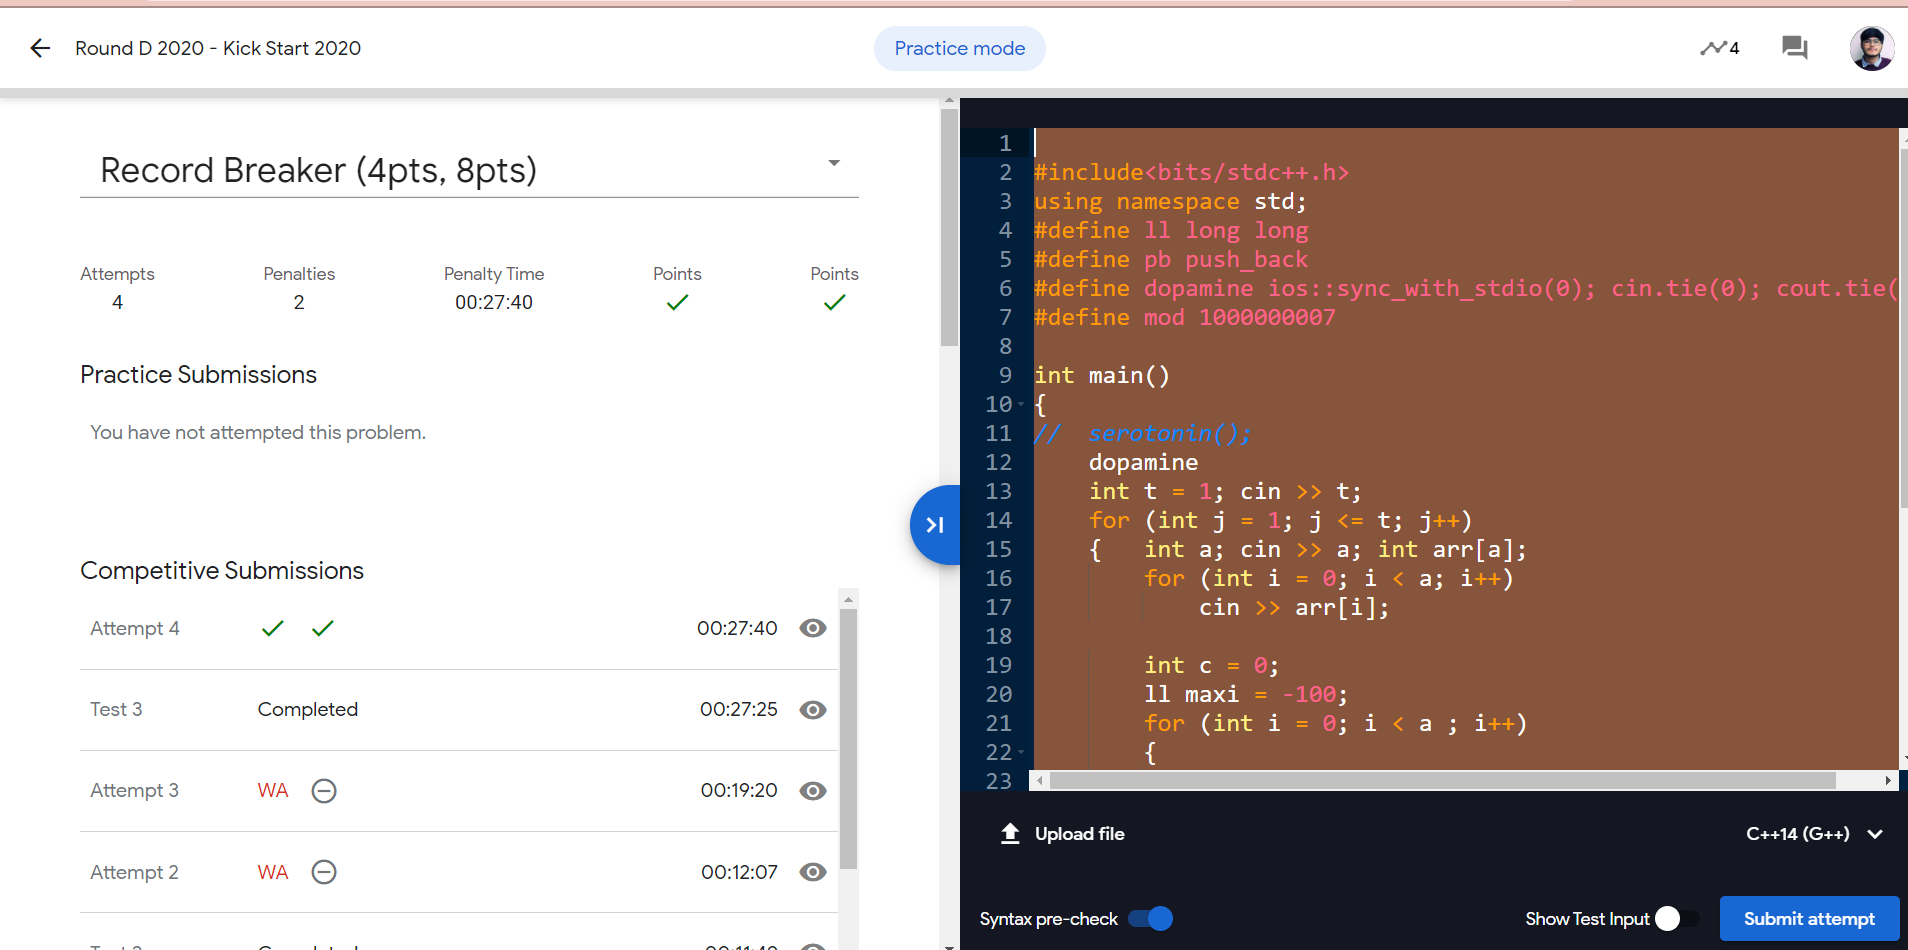 Round D 2020 - Kick Start 2020
Practice mode
4
Record Breaker (4pts, 8pts)
Attempts Penalties Penalty Time Points Points
4 2 00:27:40
Practice Submissions
You have not attempted this problem.
Competitive Submissions
Attempt 4 00:27:40
Test 3 Completed 00:27:25
Attempt 3 WA 00:19:20
Attempt 2 WA 00:12:07
1
2 #include<bits/stdc++.h>
3 using namespace std;
4 #define ll long long
5 #define pb push_back
6 #define dopamine ios::sync_with_stdio(0); cin.tie(0); cout.tie(
7 #define mod 1000000007
8
9 int main()
10 {
11 // serotonin();
12 dopamine
13 int t = 1; cin >> t;
14 for (int j = 1; j <= t; j++)
15 { int a; cin >> a; int arr[a];
16 for (int i = 0; i < a; i++)
17 cin >> arr[i];
18
19 int c = 0;
20 ll maxi = -100;
21 for (int i = 0; i < a ; i++)
22 {
23
Upload file
C++14 (G++)
Syntax pre-check
Show Test Input
Submit attempt